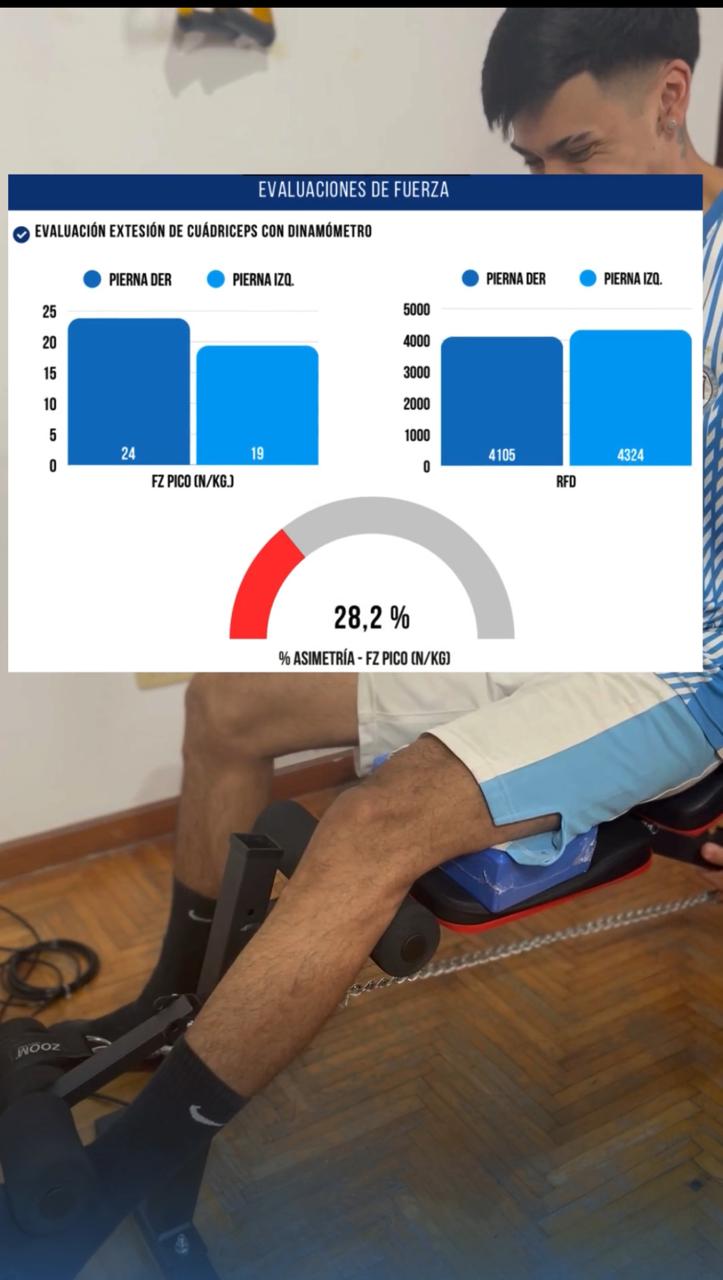 EVALUACIONES DE FUERZA
EVALUACIÓN EXTESIÓN DE CUÁDRICEPS CON DINAMÓMETRO
PIERNA DER PIERNA IZQ.
25
20
15
10
5
0
24 19
FZ PICO (N/KG.)
PIERNA DER PIERNA IZQ.
5000
4000
3000
2000
1000
0
4105 4324
RFD
28,2 %
% ASIMETRÍA - FZ PICO (N/KG)
ZOOM